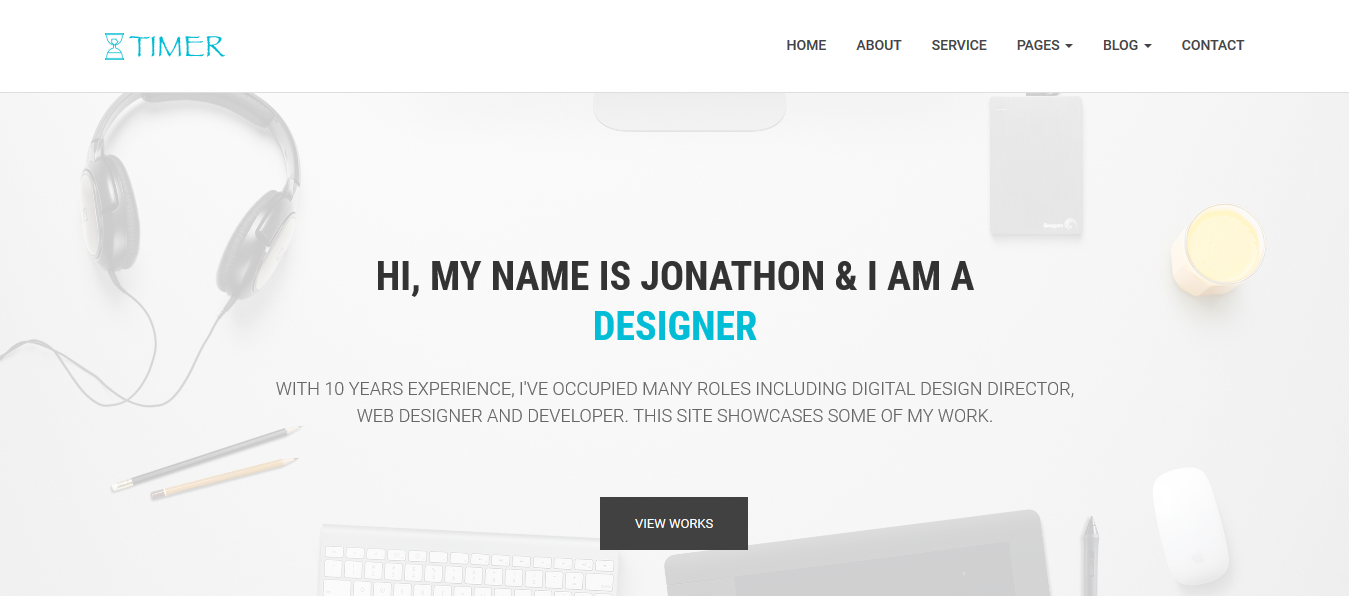 TIMER
HOME ABOUT SERVICE PAGES BLOG CONTACT
HI, MY NAME IS JONATHON & I AM A
DESIGNER
WITH 10 YEARS EXPERIENCE, I'VE OCCUPIED MANY ROLES INCLUDING DIGITAL DESIGN DIRECTOR,
WEB DESIGNER AND DEVELOPER. THIS SITE SHOWCASES SOME OF MY WORK.
VIEW WORKS